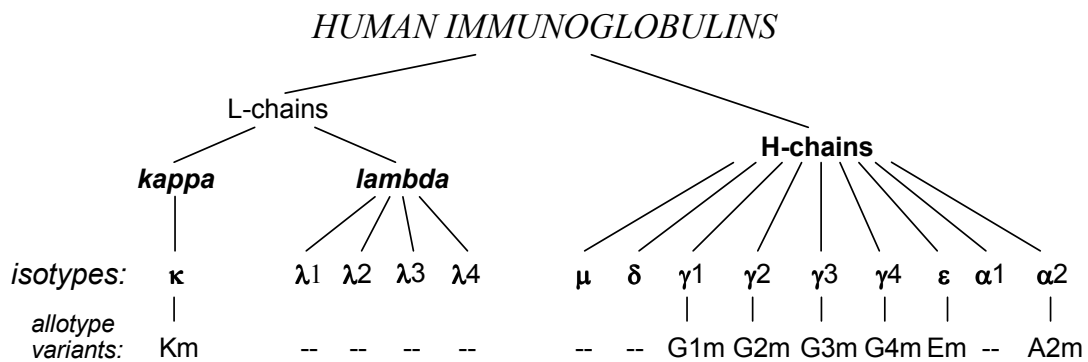 HUMAN IMMUNOGLOBULINS
L-chains
H-chains
kappa lambda
isotypes: κ λ1 λ2 λ3 λ4 μ δ γ1 γ2 γ3 γ4 ε α1 α2
allotype
variants: Km -- -- -- -- -- -- G1m G2m G3m G4m Em -- A2m